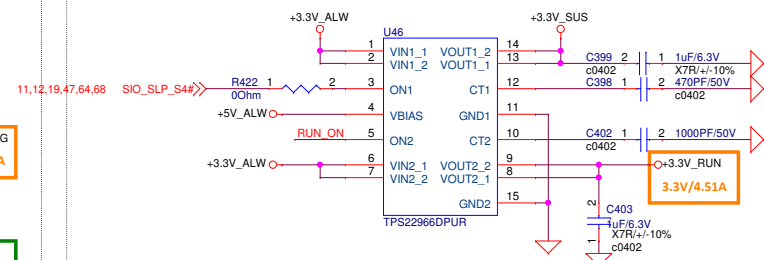 +3.3V_ALW
+3.3V_SUS
U46
1 VIN1_1 VOUT1_2 14
2 VIN1_2 VOUT1_1 13
C399 2 1 1uF/6.3V
c0402 X7R/+/-10%
11,12,19,47,64,68 SIO_SLP_S4# R422 1 2 3 ON1 CT1 12 C398 1 2 470PF/50V
0Ohm c0402
+5V_ALW 4 VBIAS GND1 11
RUN_ON 5 ON2 CT2 10 C402 1 2 1000PF/50V
c0402
G
A
+3.3V_ALW 6 VIN2_1 VOUT2_2 9 +3.3V_RUN
7 VIN2_2 VOUT2_1 8
3.3V/4.51A
GND2 15
2 C403
TPS22966DPUR
1uF/6.3V
X7R/+/-10%
1 c0402